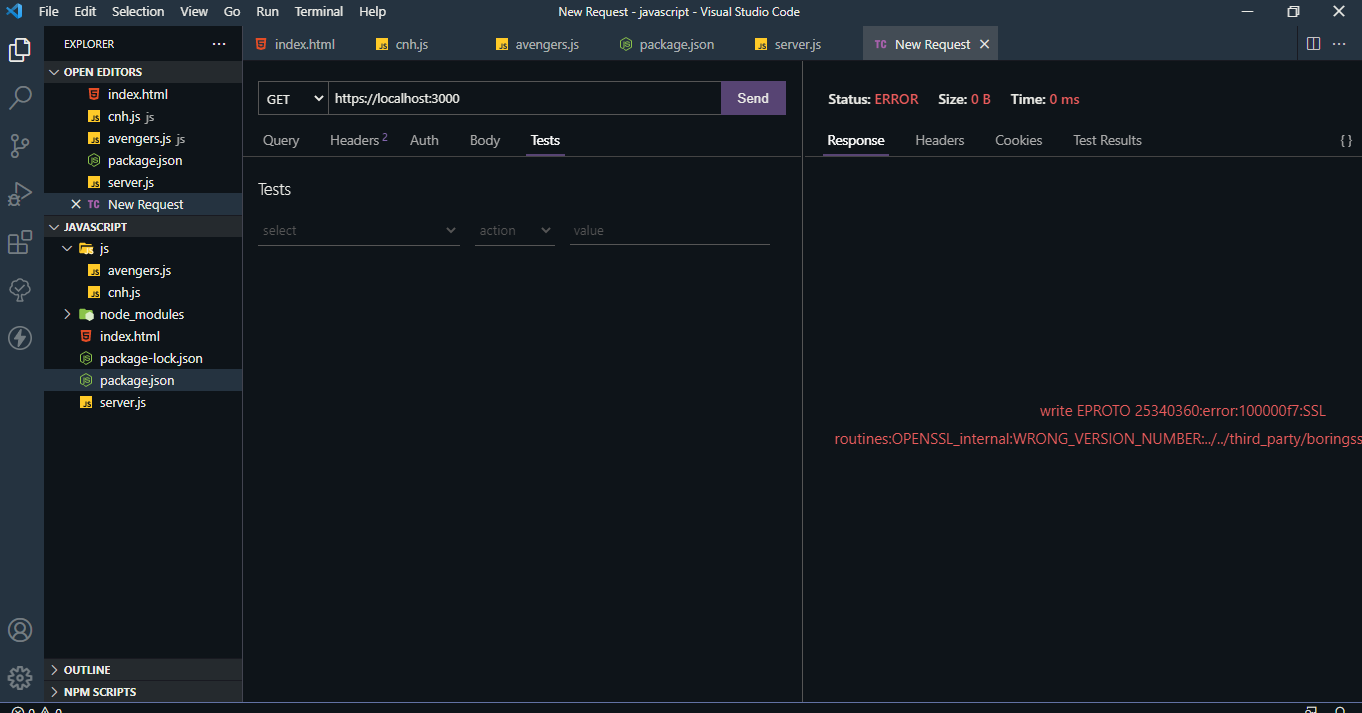 File Edit Selection View Go Run Terminal Help New Request - javascript - Visual Studio Code
EXPLORER
index.html
cnh.js
avengers.js
package.json
server.js
TC New Request
OPEN EDITORS
index.html
cnh.js js
avengers.js js
package.json
server.js
TC New Request
JAVASCRIPT
js
avengers.js
cnh.js
node_modules
index.html
package-lock.json
package.json
server.js
OUTLINE
NPM SCRIPTS
GET https://localhost:3000 Send
Query Headers 2 Auth Body Tests
Tests
select action value
Status: ERROR Size: 0 B Time: 0 ms
Response Headers Cookies Test Results { }
write EPROTO 25340360:error:100000f7:SSL
routines:OPENSSL_internal:WRONG_VERSION_NUMBER:../../third_party/boringss
0 0